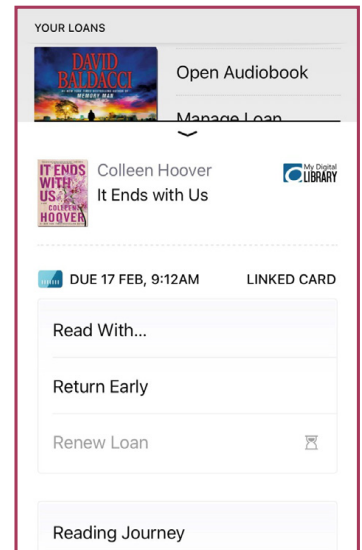 YOUR LOANS
DAVID
BALDACCI
MEMORY MAN
Open Audiobook
Manage Loan
IT ENDS
WITH
US
COLLEEN
HOOVER
Colleen Hoover
It Ends with Us
My Digital
LIBRARY
DUE 17 FEB, 9:12AM
LINKED CARD
Read With...
Return Early
Renew Loan
Reading Journey